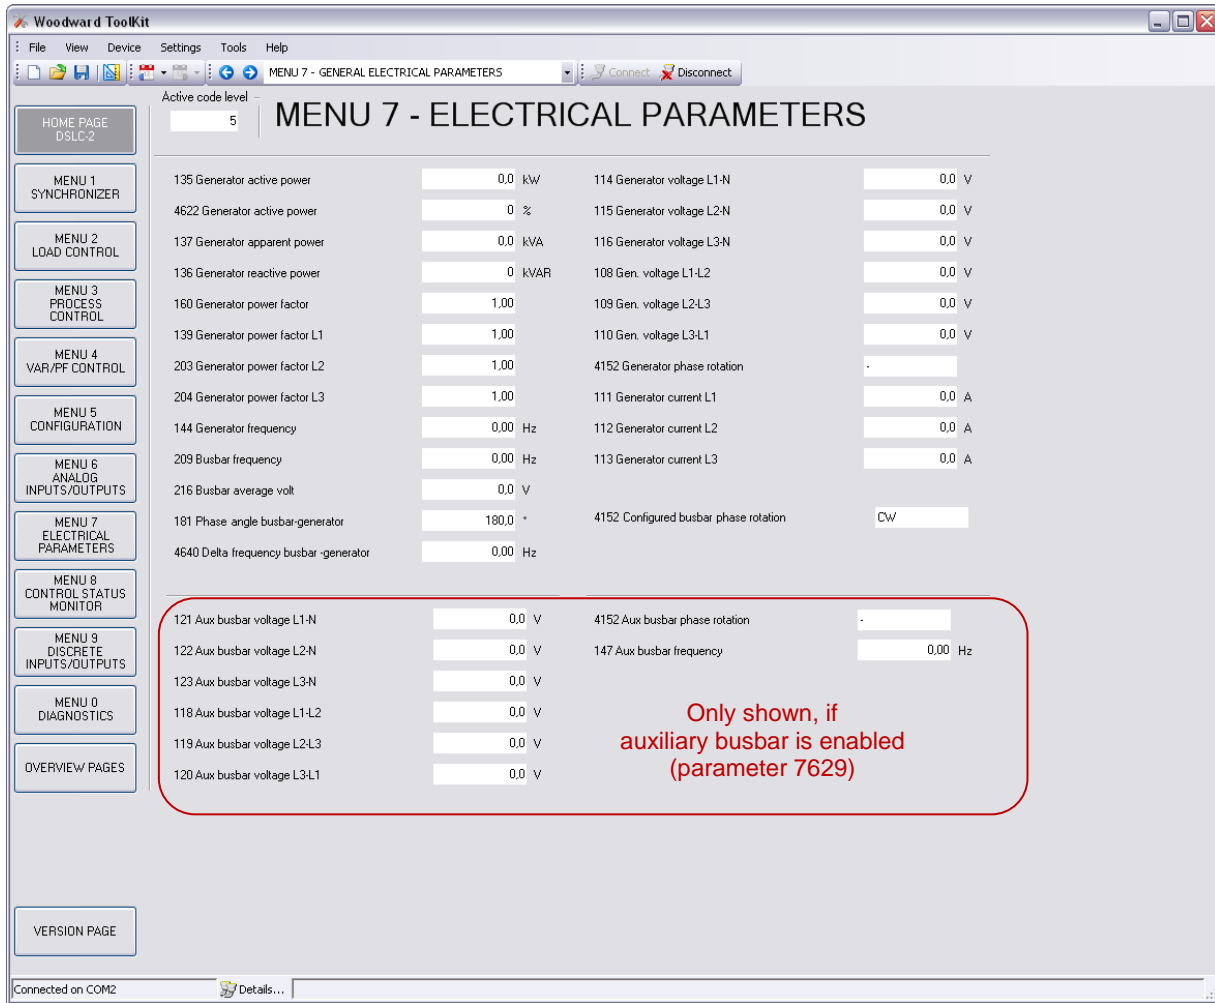 Woodward ToolKit
File View Device Settings Tools Help
MENU 7 - GENERAL ELECTRICAL PARAMETERS Connect Disconnect
Active code level
5
MENU 7 - ELECTRICAL PARAMETERS
HOME PAGE
DSLC-2
MENU 1
SYNCHRONIZER
MENU 2
LOAD CONTROL
MENU 3
PROCESS
CONTROL
MENU 4
VAR/PF CONTROL
MENU 5
CONFIGURATION
MENU 6
ANALOG
INPUTS/OUTPUTS
MENU 7
ELECTRICAL
PARAMETERS
MENU 8
CONTROL STATUS
MONITOR
MENU 9
DISCRETE
INPUTS/OUTPUTS
MENU 0
DIAGNOSTICS
OVERVIEW PAGES
VERSION PAGE
135 Generator active power 0,0 kW
4622 Generator active power 0 %
137 Generator apparent power 0,0 kVA
136 Generator reactive power 0 kVAR
160 Generator power factor 1,00
139 Generator power factor L1 1,00
203 Generator power factor L2 1,00
204 Generator power factor L3 1,00
144 Generator frequency 0,00 Hz
209 Busbar frequency 0,00 Hz
216 Busbar average volt 0,0 V
181 Phase angle busbar-generator 180,0 °
4640 Delta frequency busbar -generator 0,00 Hz
114 Generator voltage L1-N 0,0 V
115 Generator voltage L2-N 0,0 V
116 Generator voltage L3-N 0,0 V
108 Gen. voltage L1-L2 0,0 V
109 Gen. voltage L2-L3 0,0 V
110 Gen. voltage L3-L1 0,0 V
4152 Generator phase rotation -
111 Generator current L1 0,0 A
112 Generator current L2 0,0 A
113 Generator current L3 0,0 A
4152 Configured busbar phase rotation CW
121 Aux busbar voltage L1-N 0,0 V
122 Aux busbar voltage L2-N 0,0 V
123 Aux busbar voltage L3-N 0,0 V
118 Aux busbar voltage L1-L2 0,0 V
119 Aux busbar voltage L2-L3 0,0 V
120 Aux busbar voltage L3-L1 0,0 V
4152 Aux busbar phase rotation -
147 Aux busbar frequency 0,00 Hz
Only shown, if
auxiliary busbar is enabled
(parameter 7629)
Connected on COM2 Details...